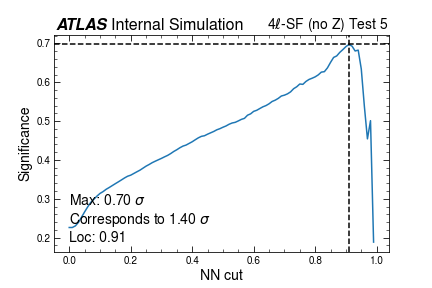 ATLAS Internal Simulation
4ℓ-SF (no Z) Test 5
0.7
0.6
0.5
0.4
0.3
0.2
Significance
Max: 0.70 σ
Corresponds to 1.40 σ
Loc: 0.91
0.0 0.2 0.4 0.6 0.8 1.0
NN cut